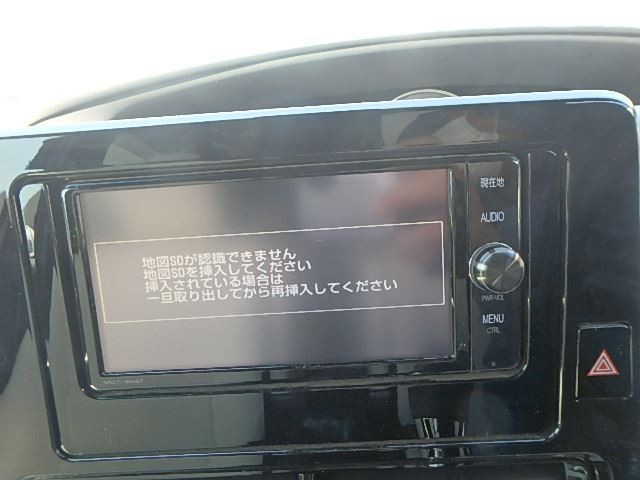 地図SDが認識できません
地図SDを挿入してください
挿入されている場合は
一旦取り出してから再挿入してください
現在地
AUDIO
PWR·VOL
MENU
CTRL